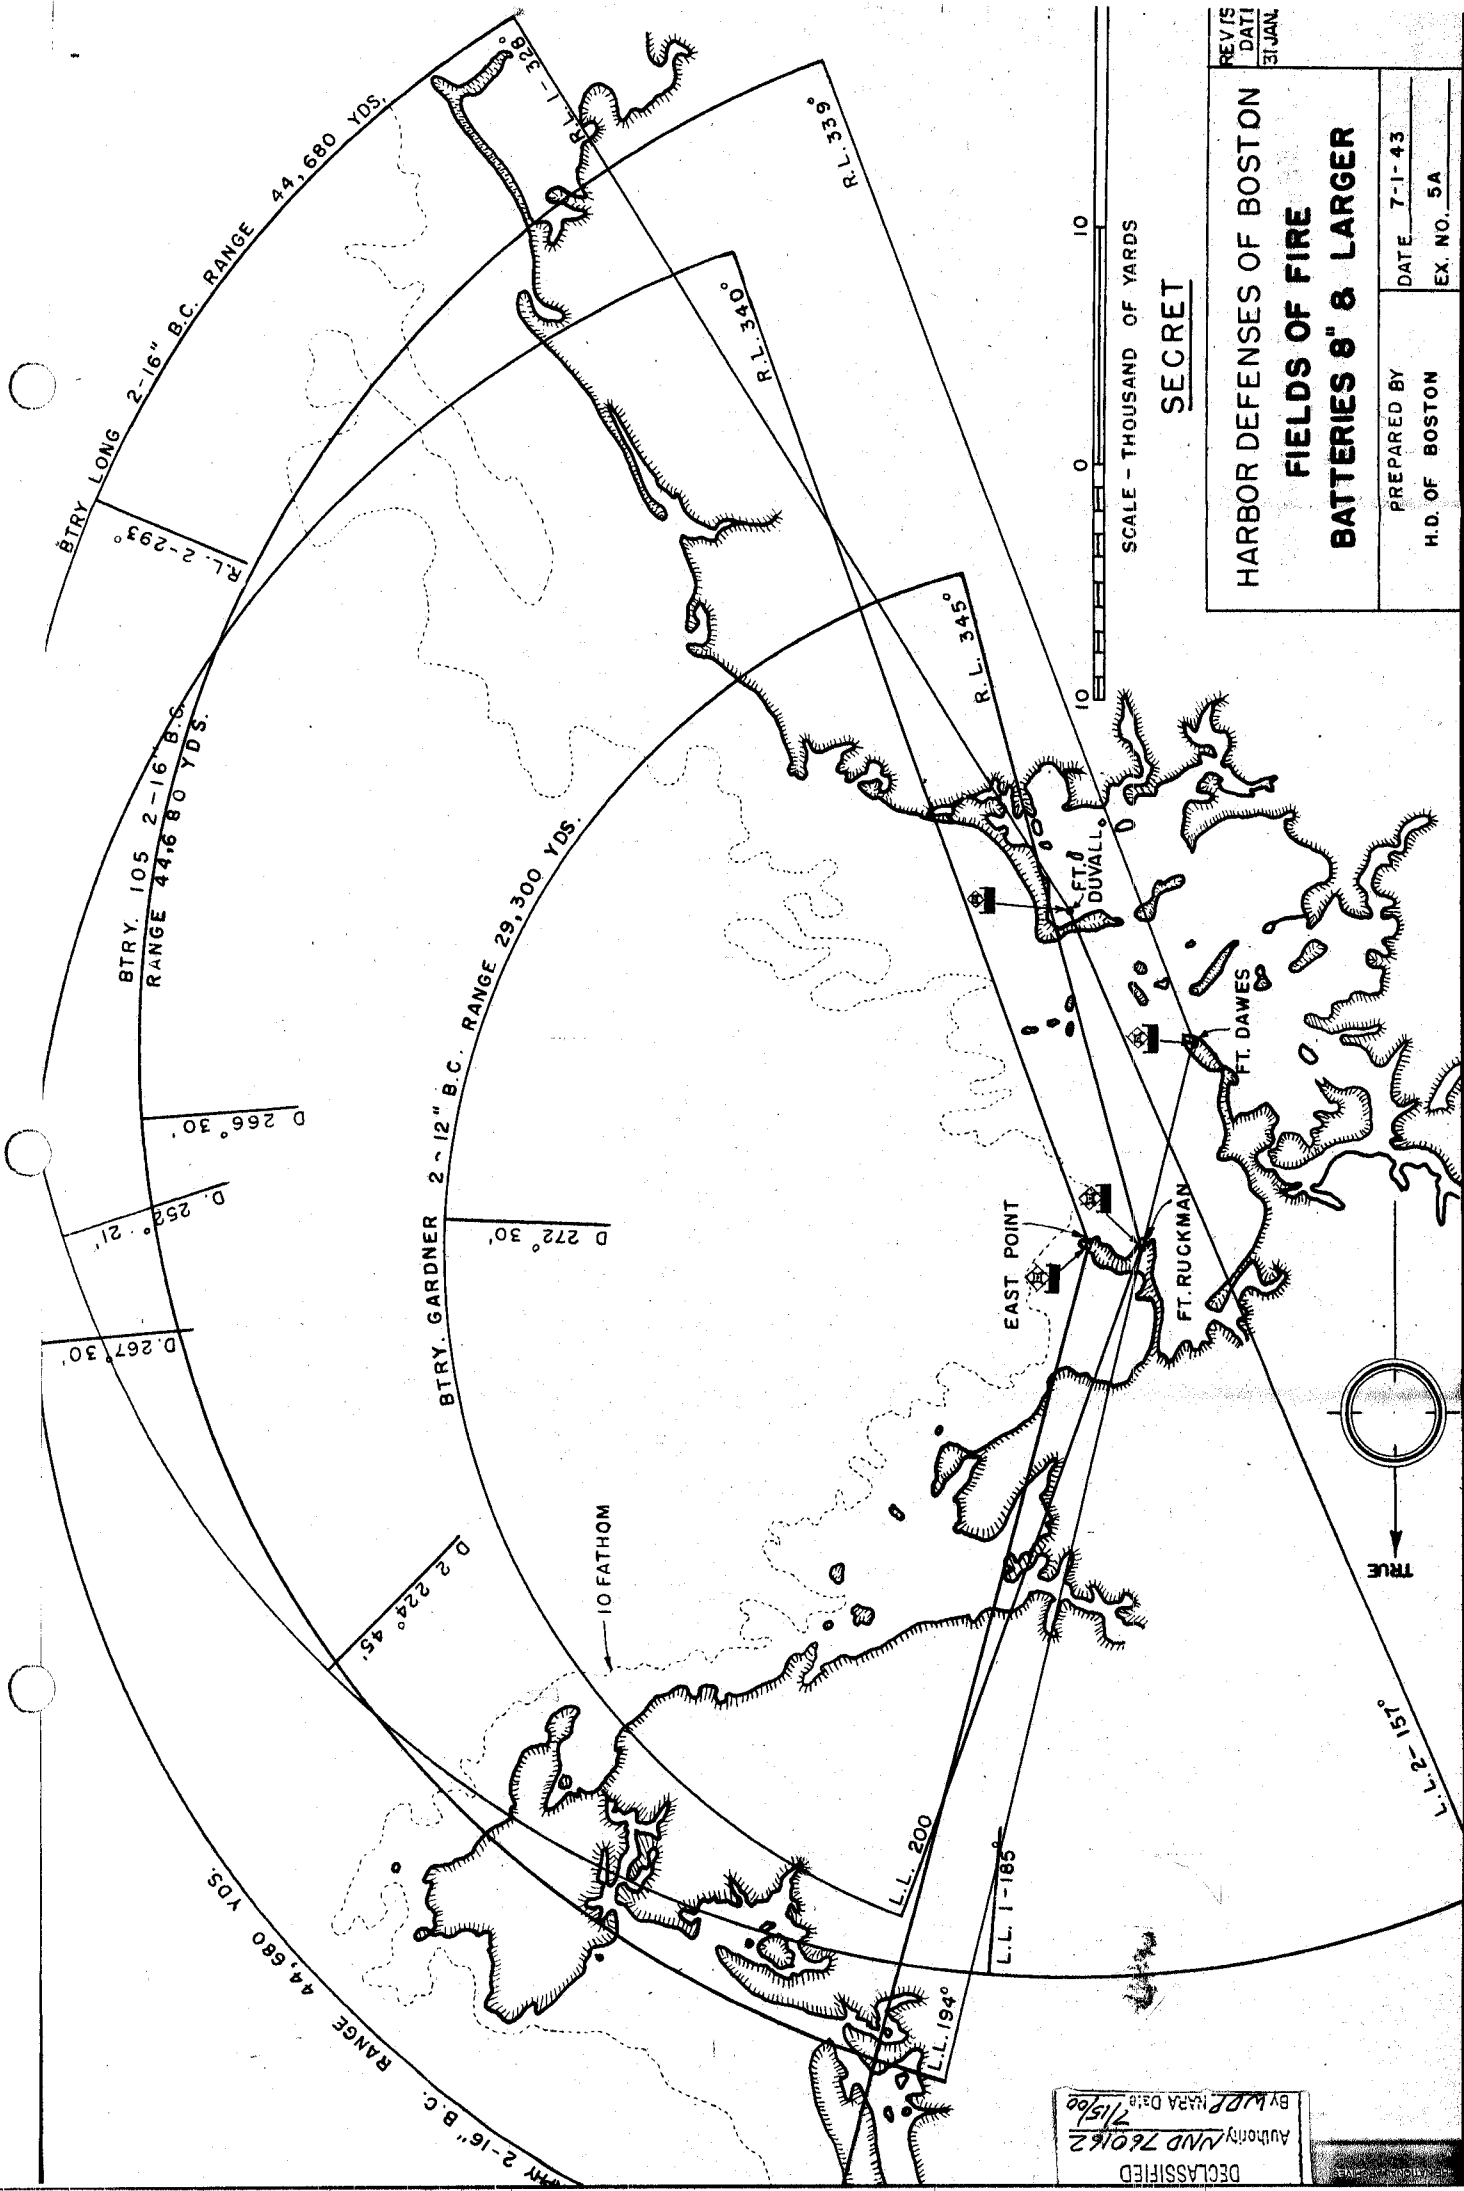 BTRY LONG 2-16" B.C. RANGE 44,680 YDS.
R.L. 1-328°
R.L. 2-293°
R.L. 339°
R.L. 340°
BTRY. 105 2-16" B.C.
RANGE 44,680 YDS.
R.L. 345°
BTRY. GARDNER 2-12" B.C. RANGE 29,300 YDS.
D 266° 30'
D. 252° 21'
D 272° 30'
D. 267° 30'
D. 2 224° 45'
10 FATHOM
2-16" B.C. RANGE 44,680 YDS.
EAST POINT
FT. RUCKMAN
FT. DUVALL
FT. DAWES
L.L. 200
L.L. 1-185°
L.L. 194°
L.L. 2-157°
TRUE
10 0 10
SCALE - THOUSAND OF YARDS
SECRET
HARBOR DEFENSES OF BOSTON
FIELDS OF FIRE
BATTERIES 8" & LARGER
PREPARED BY
H.D. OF BOSTON
DATE 7-1-43
EX. NO. 5A
31 JAN.
DECLASSIFIED
Authority NND 760162
By WDP NARA Date 7/15/00